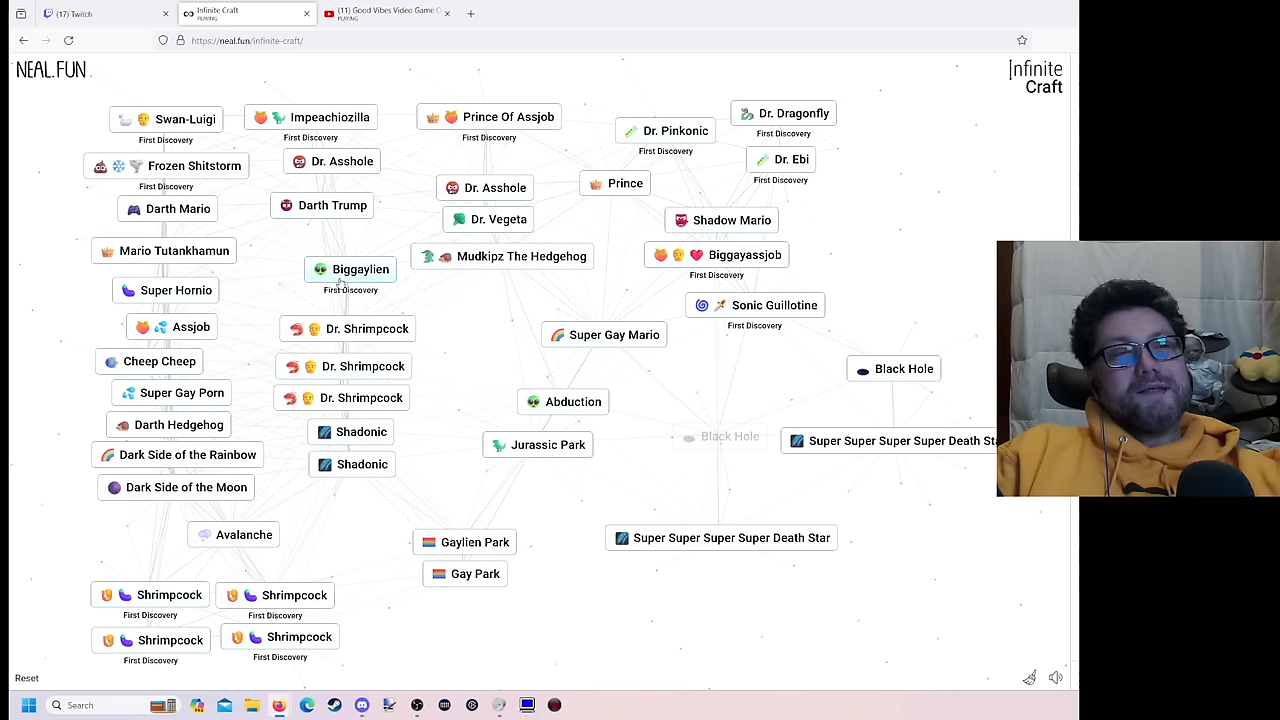 (17) Twitch
Infinite Craft
PLAYING
(11) Good Vibes Video Game
PLAYING
https://neal.fun/infinite-craft/
NEAL.FUN
Infinite
Craft
Swan-Luigi
First Discovery
Impeachiozilla
First Discovery
Prince Of Assjob
First Discovery
Dr. Pinkonic
First Discovery
Dr. Dragonfly
First Discovery
Dr. Ebi
First Discovery
Frozen Shitstorm
First Discovery
Dr. Asshole
Dr. Asshole
Prince
Darth Mario
Darth Trump
Dr. Vegeta
Shadow Mario
Mario Tutankhamun
Biggaylien
First Discovery
Mudkipz The Hedgehog
Biggayassjob
First Discovery
Super Hornio
Sonic Guillotine
First Discovery
Assjob
Dr. Shrimpcock
Super Gay Mario
Cheep Cheep
Dr. Shrimpcock
Black Hole
Super Gay Porn
Dr. Shrimpcock
Abduction
Darth Hedgehog
Shadonic
Jurassic Park
Black Hole
Super Super Super Super Death Sta
Dark Side of the Rainbow
Shadonic
Dark Side of the Moon
Avalanche
Gaylien Park
Super Super Super Super Death Star
Gay Park
Shrimpcock
First Discovery
Shrimpcock
First Discovery
Shrimpcock
First Discovery
Shrimpcock
First Discovery
Reset
Search